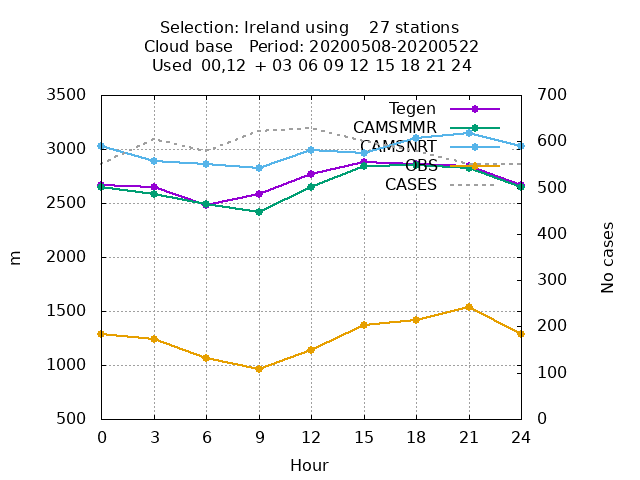 Selection: Ireland using    27 stations
Cloud base   Period: 20200508-20200522
Used  00,12  + 03 06 09 12 15 18 21 24
3500
3000
2500
2000
1500
1000
500
m
700
600
500
400
300
200
100
0
No cases
Tegen
CAMSMMR
CAMSNRT
OBS
CASES
0 3 6 9 12 15 18 21 24
Hour